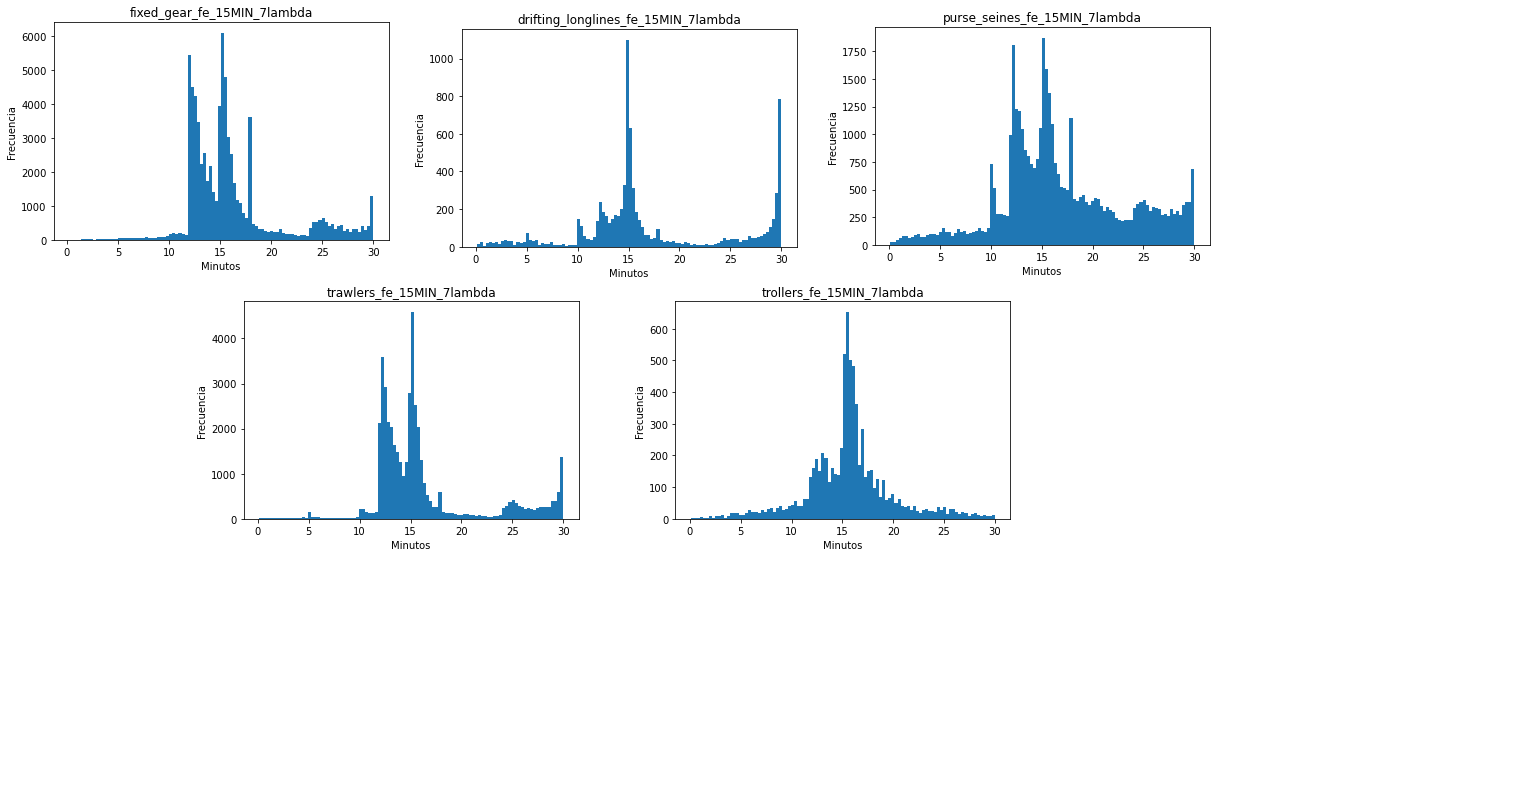 fixed_gear_fe_15MIN_7lambda
6000
5000
4000
3000
2000
1000
0
Frecuencia
0 5 10 15 20 25 30
Minutos
drifting_longlines_fe_15MIN_7lambda
1000
800
600
400
200
0
Frecuencia
0 5 10 15 20 25 30
Minutos
purse_seines_fe_15MIN_7lambda
1750
1500
1250
1000
750
500
250
0
Frecuencia
0 5 10 15 20 25 30
Minutos
trawlers_fe_15MIN_7lambda
4000
3000
2000
1000
0
Frecuencia
0 5 10 15 20 25 30
Minutos
trollers_fe_15MIN_7lambda
600
500
400
300
200
100
0
Frecuencia
0 5 10 15 20 25 30
Minutos